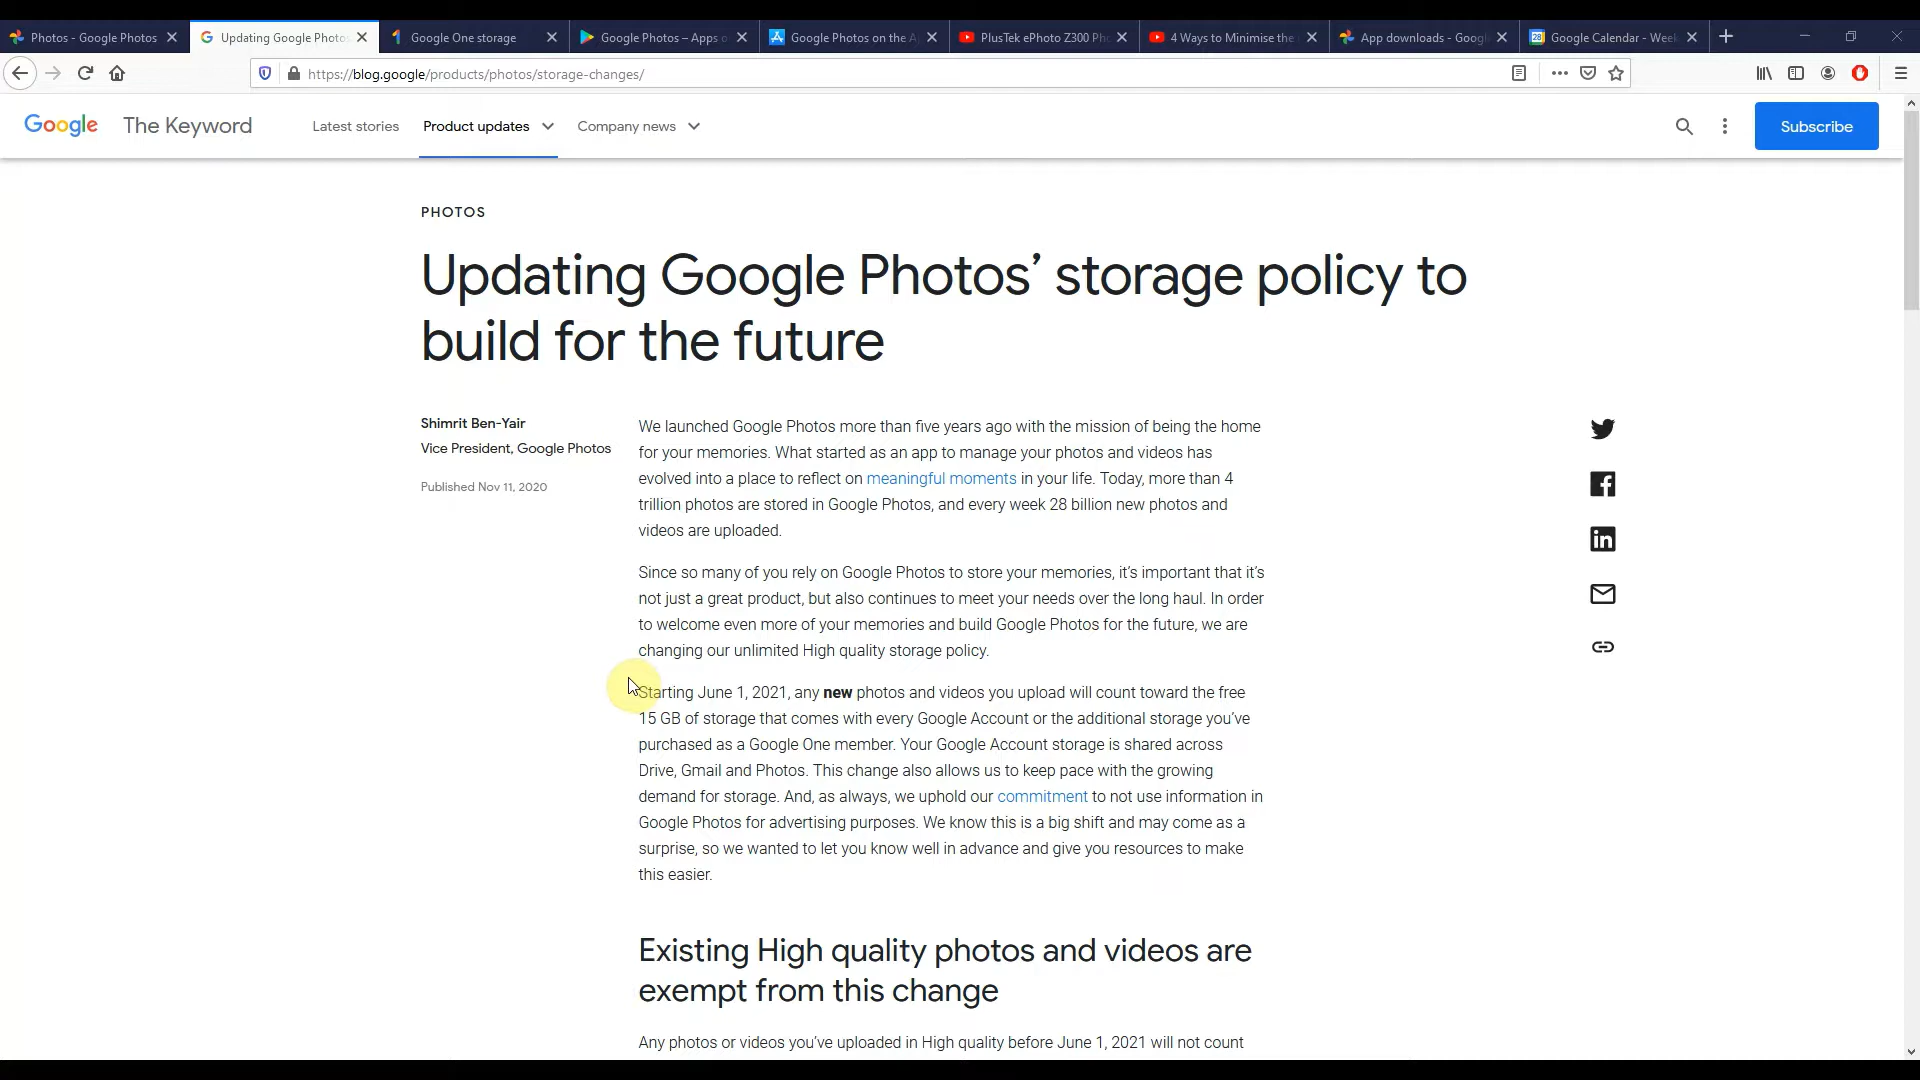 Photos - Google Photos
Updating Google Photos
Google One storage
Google Photos – Apps o
Google Photos on the A
PlusTek ePhoto Z300 Ph
4 Ways to Minimise the
App downloads - Googl
Google Calendar - Week
https://blog.google/products/photos/storage-changes/
Google The Keyword
Latest stories
Product updates
Company news
Subscribe
PHOTOS
Updating Google Photos’ storage policy to
build for the future
Shimrit Ben-Yair
Vice President, Google Photos
Published Nov 11, 2020
We launched Google Photos more than five years ago with the mission of being the home
for your memories. What started as an app to manage your photos and videos has
evolved into a place to reflect on meaningful moments in your life. Today, more than 4
trillion photos are stored in Google Photos, and every week 28 billion new photos and
videos are uploaded.
Since so many of you rely on Google Photos to store your memories, it’s important that it’s
not just a great product, but also continues to meet your needs over the long haul. In order
to welcome even more of your memories and build Google Photos for the future, we are
changing our unlimited High quality storage policy.
Starting June 1, 2021, any new photos and videos you upload will count toward the free
15 GB of storage that comes with every Google Account or the additional storage you’ve
purchased as a Google One member. Your Google Account storage is shared across
Drive, Gmail and Photos. This change also allows us to keep pace with the growing
demand for storage. And, as always, we uphold our commitment to not use information in
Google Photos for advertising purposes. We know this is a big shift and may come as a
surprise, so we wanted to let you know well in advance and give you resources to make
this easier.
Existing High quality photos and videos are
exempt from this change
Any photos or videos you’ve uploaded in High quality before June 1, 2021 will not count